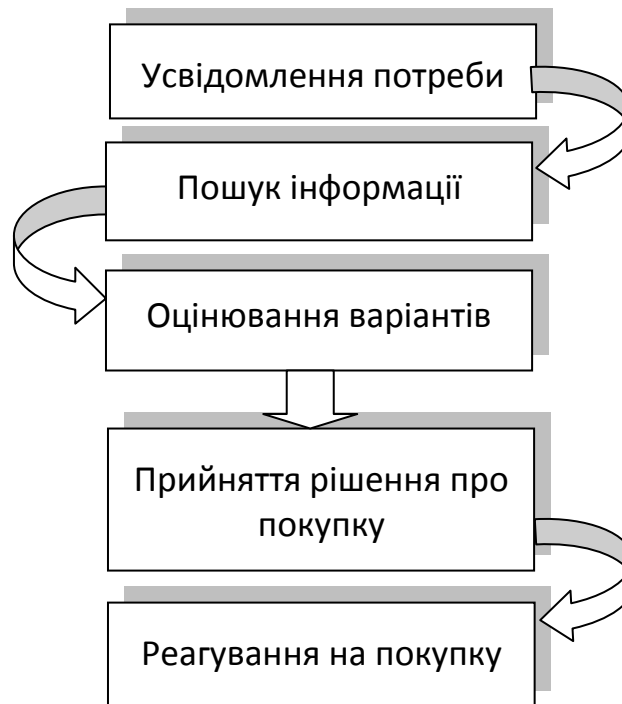 Усвідомлення потреби
Пошук інформації
Оцінювання варіантів
Прийняття рішення про
покупку
Реагування на покупку